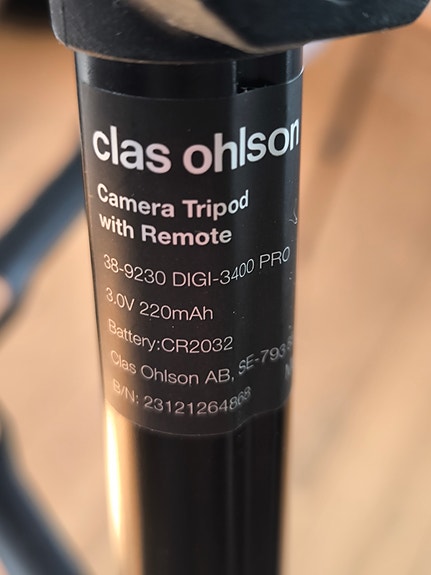 clas ohlson
Camera Tripod
with Remote
38-9230 DIGI-3400 PRO
3.0V 220mAh
Battery:CR2032
Clas Ohlson AB, SE-793
B/N: 23121264868